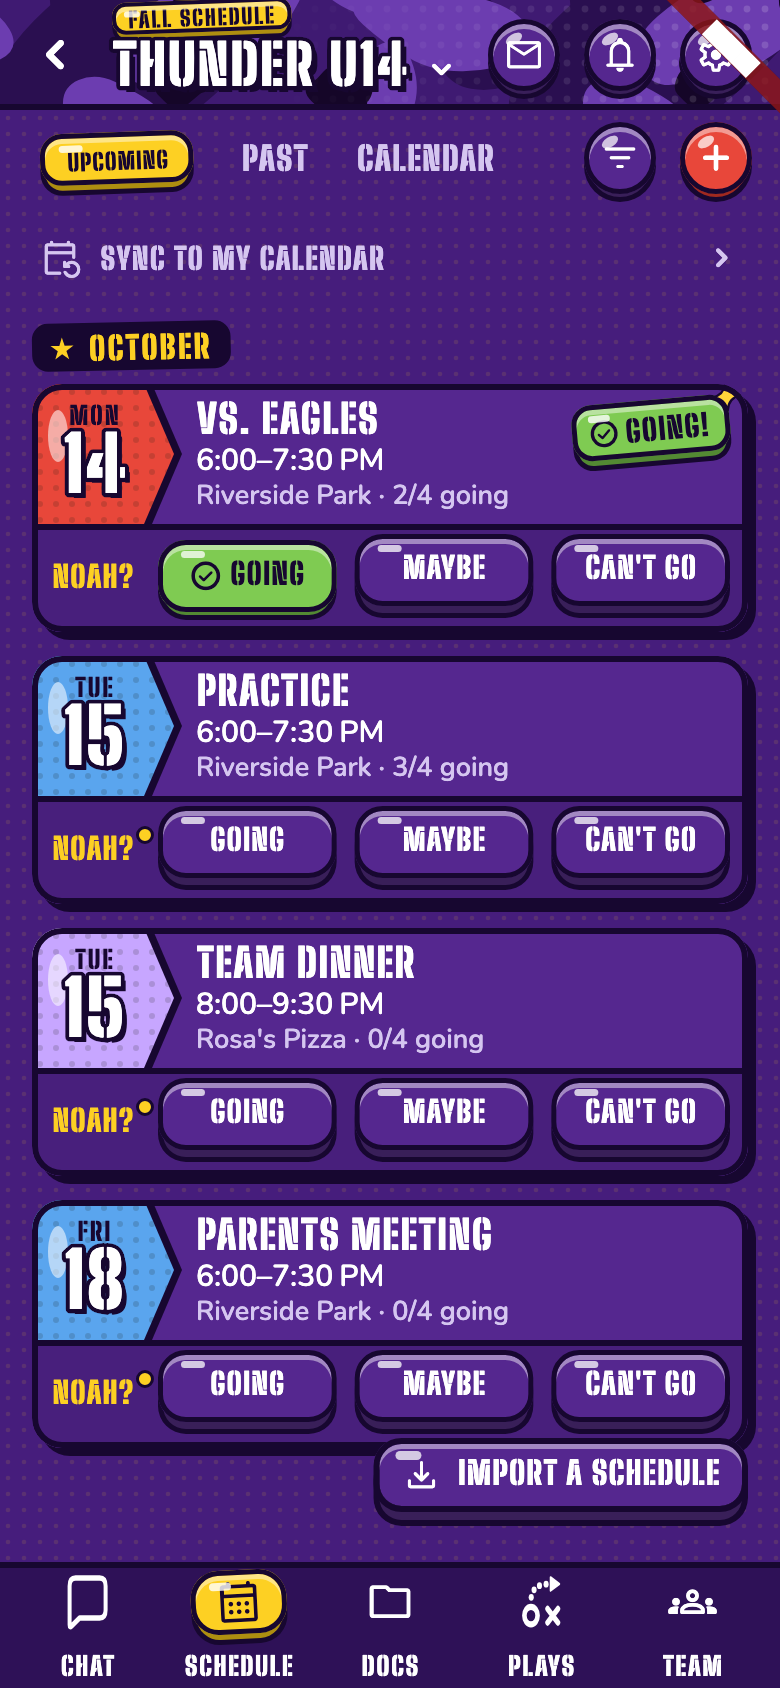 FALL SCHEDULE
THUNDER U14
UPCOMING
PAST
CALENDAR
SYNC TO MY CALENDAR
★ OCTOBER
MON
14
VS. EAGLES
6:00–7:30 PM
Riverside Park · 2/4 going
GOING!
NOAH?
GOING
MAYBE
CAN'T GO
TUE
15
PRACTICE
6:00–7:30 PM
Riverside Park · 3/4 going
NOAH?
GOING
MAYBE
CAN'T GO
TUE
15
TEAM DINNER
8:00–9:30 PM
Rosa's Pizza · 0/4 going
NOAH?
GOING
MAYBE
CAN'T GO
FRI
18
PARENTS MEETING
6:00–7:30 PM
Riverside Park · 0/4 going
NOAH?
GOING
MAYBE
CAN'T GO
IMPORT A SCHEDULE
CHAT
SCHEDULE
DOCS
PLAYS
TEAM